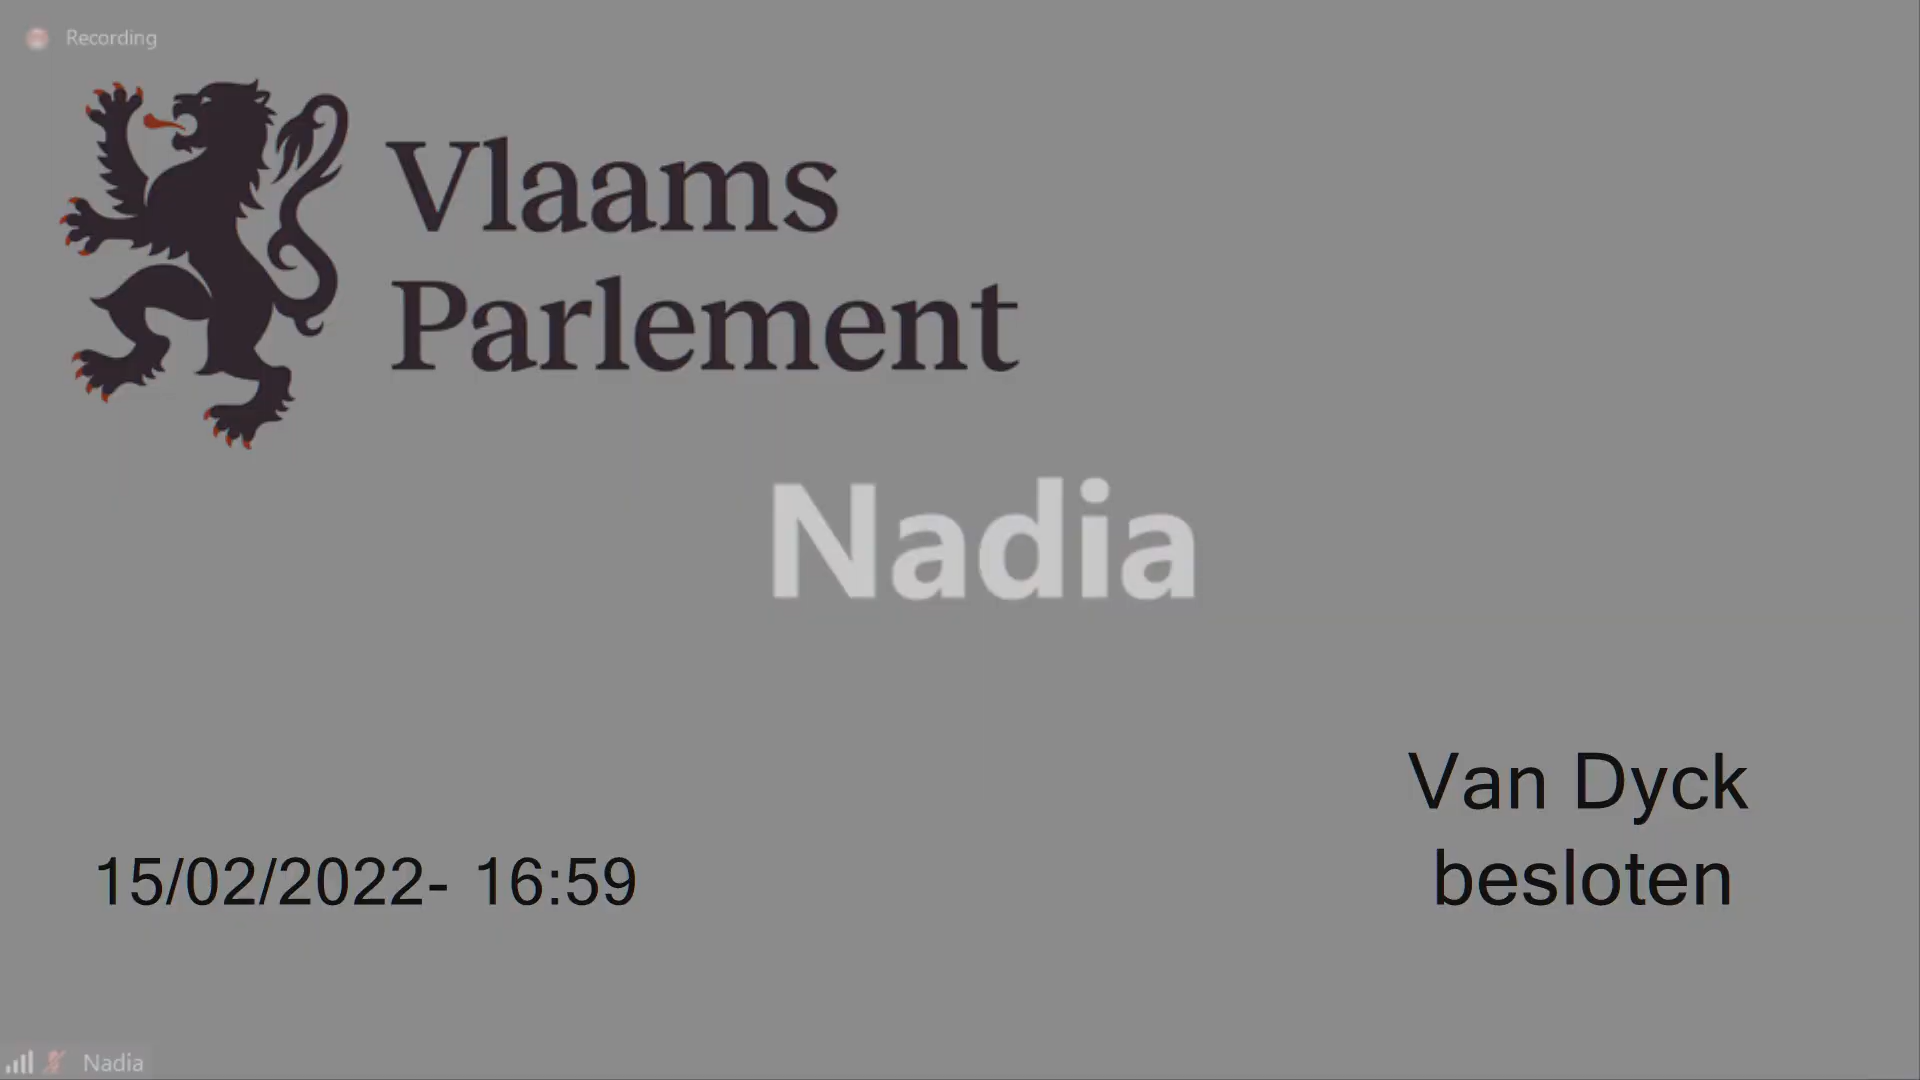 Recording
Vlaams
Parlement
Nadia
Van Dyck
besloten
15/02/2022- 16:59
Nadia